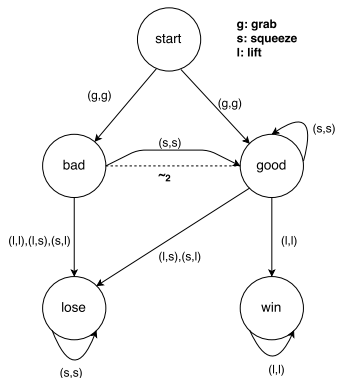 start
g: grab
s: squeeze
l: lift
(g,g)
(g,g)
(s,s)
(s,s)
bad
good
~2
(l,l),(l,s),(s,l)
(l,s),(s,l)
(l,l)
lose
win
(s,s)
(l,l)